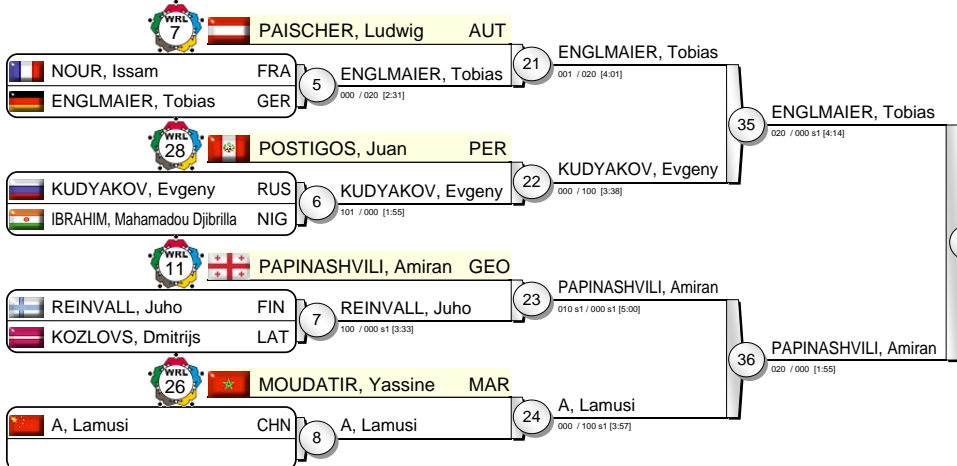 WRL 7 PAISCHER, Ludwig AUT
NOUR, Issam FRA
ENGLMAIER, Tobias GER
5 ENGLMAIER, Tobias
000 / 020 [2:31]
21 ENGLMAIER, Tobias
001 / 020 [4:01]
WRL 28 POSTIGOS, Juan PER
KUDYAKOV, Evgeny RUS
IBRAHIM, Mahamadou Djibrilla NIG
6 KUDYAKOV, Evgeny
101 / 000 [1:55]
22 KUDYAKOV, Evgeny
000 / 100 [3:38]
35 ENGLMAIER, Tobias
020 / 000 s1 [4:14]
WRL 11 PAPINASHVILI, Amiran GEO
REINVALL, Juho FIN
KOZLOVS, Dmitrijs LAT
7 REINVALL, Juho
100 / 000 s1 [3:33]
23 PAPINASHVILI, Amiran
010 s1 / 000 s1 [5:00]
WRL 26 MOUDATIR, Yassine MAR
A, Lamusi CHN
8 A, Lamusi
24 A, Lamusi
000 / 100 s1 [3:57]
36 PAPINASHVILI, Amiran
020 / 000 [1:55]